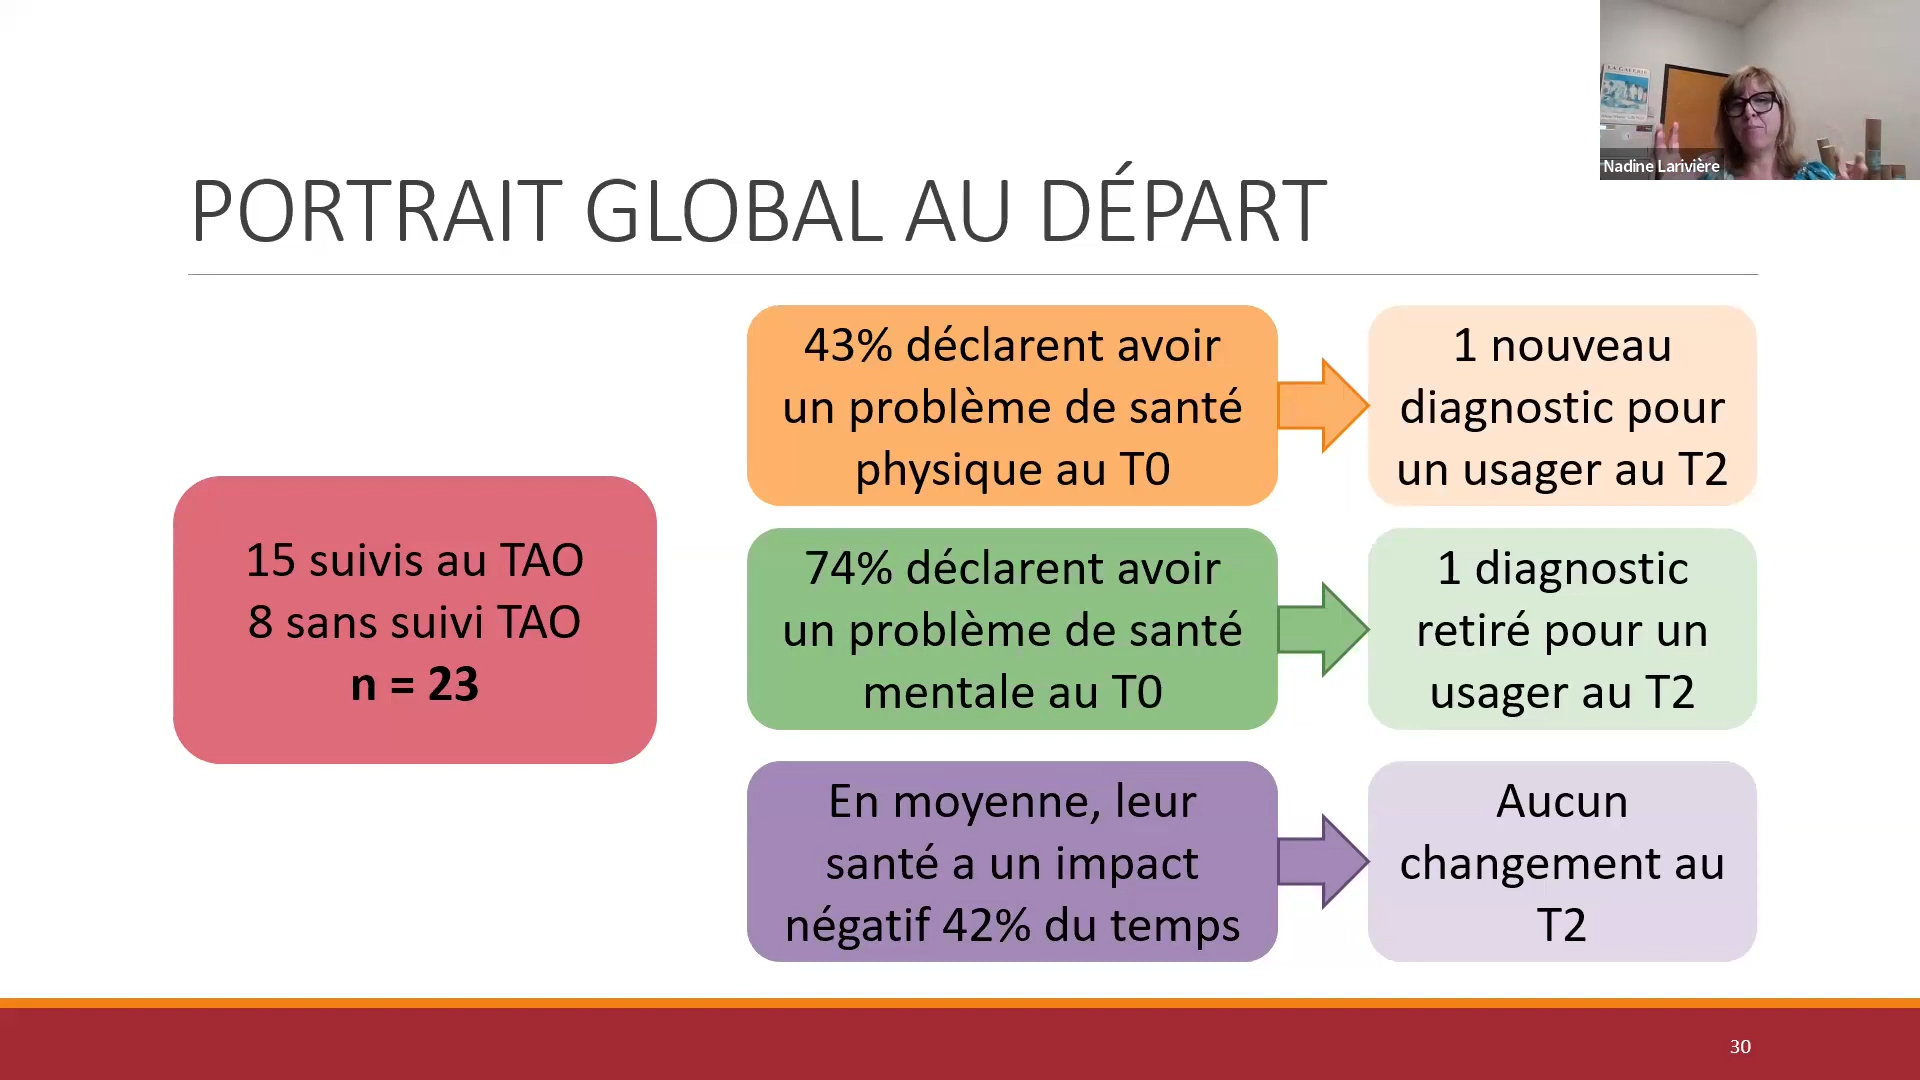 LA GALERIE
Nadine Larivière
PORTRAIT GLOBAL AU DÉPART
15 suivis au TAO
8 sans suivi TAO
n = 23
43% déclarent avoir
un problème de santé
physique au T0
1 nouveau
diagnostic pour
un usager au T2
74% déclarent avoir
un problème de santé
mentale au T0
1 diagnostic
retiré pour un
usager au T2
En moyenne, leur
santé a un impact
négatif 42% du temps
Aucun
changement au
T2
30